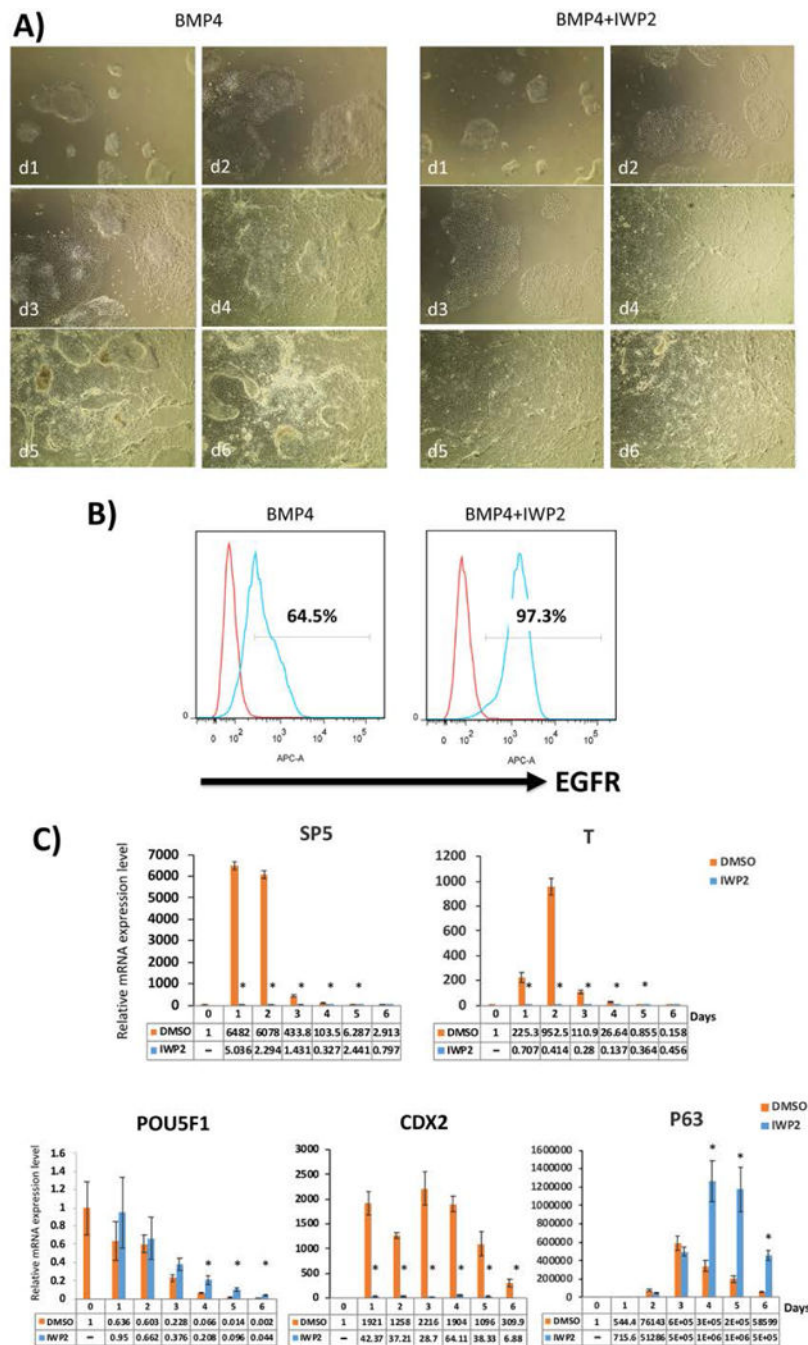 A)
BMP4 BMP4+IWP2
d1 d2 d1 d2
d3 d4 d3 d4
d5 d6 d5 d6
B)
BMP4 BMP4+IWP2
64.5% 97.3%
0 0
0 10² 10³ 10⁴ 10⁵ 0 10² 10³ 10⁴ 10⁵
APC-A APC-A
EGFR
C)
SP5 T
Relative mRNA expression level
7000 6000 5000 4000 3000 2000 1000 0
1200 1000 800 600 400 200 0
DMSO
IWP2
* * * * * * * * * *
0 1 2 3 4 5 6 0 1 2 3 4 5 6 Days
DMSO 1 6482 6078 433.8 103.5 6.287 2.913 DMSO 1 225.3 952.5 110.9 26.64 0.855 0.158
IWP2 – 5.036 2.294 1.431 0.327 2.441 0.797 IWP2 – 0.707 0.414 0.28 0.137 0.364 0.456
POU5F1 CDX2 P63
DMSO
IWP2
Relative mRNA expression level
1.6 1.4 1.2 1 0.8 0.6 0.4 0.2 0
3000 2500 2000 1500 1000 500 0
1600000 1400000 1200000 1000000 800000 600000 400000 200000 0
* * * * * * * * * * * *
0 1 2 3 4 5 6 0 1 2 3 4 5 6 0 1 2 3 4 5 6 Days
DMSO 1 0.636 0.603 0.228 0.066 0.014 0.002 DMSO 1 1921 1258 2216 1904 1096 309.9 DMSO 1 544.4 76143 6E+05 3E+05 2E+05 58599
IWP2 – 0.95 0.662 0.376 0.208 0.096 0.044 IWP2 – 42.37 37.21 28.7 64.11 38.33 6.88 IWP2 – 715.6 51286 5E+05 1E+06 1E+06 5E+05